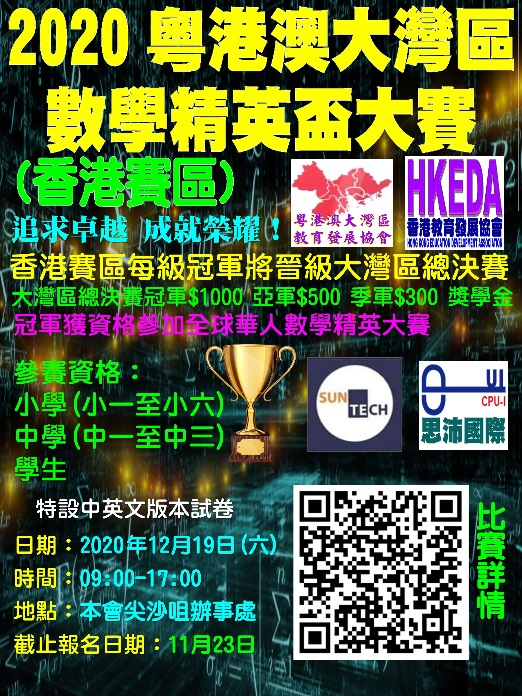 2020 粵港澳大灣區
數學精英盃大賽
(香港賽區)
追求卓越 成就榮耀！
粵港澳大灣區
教育發展協會
HKEDA
香港教育發展協會
HONG KONG EDUCATION DEVELOPMENT ASSOCIATION
香港賽區每級冠軍將晉級大灣區總決賽
大灣區總決賽冠軍$1000 亞軍$500 季軍$300 獎學金
冠軍獲資格參加全球華人數學精英大賽
參賽資格：
小學(小一至小六)
中學(中一至中三)
學生
SUN
TECH
CPU-I
思沛國際
特設中英文版本試卷
日期：2020年12月19日(六)
時間：09:00-17:00
地點：本會尖沙咀辦事處
截止報名日期：11月23日
比賽詳情